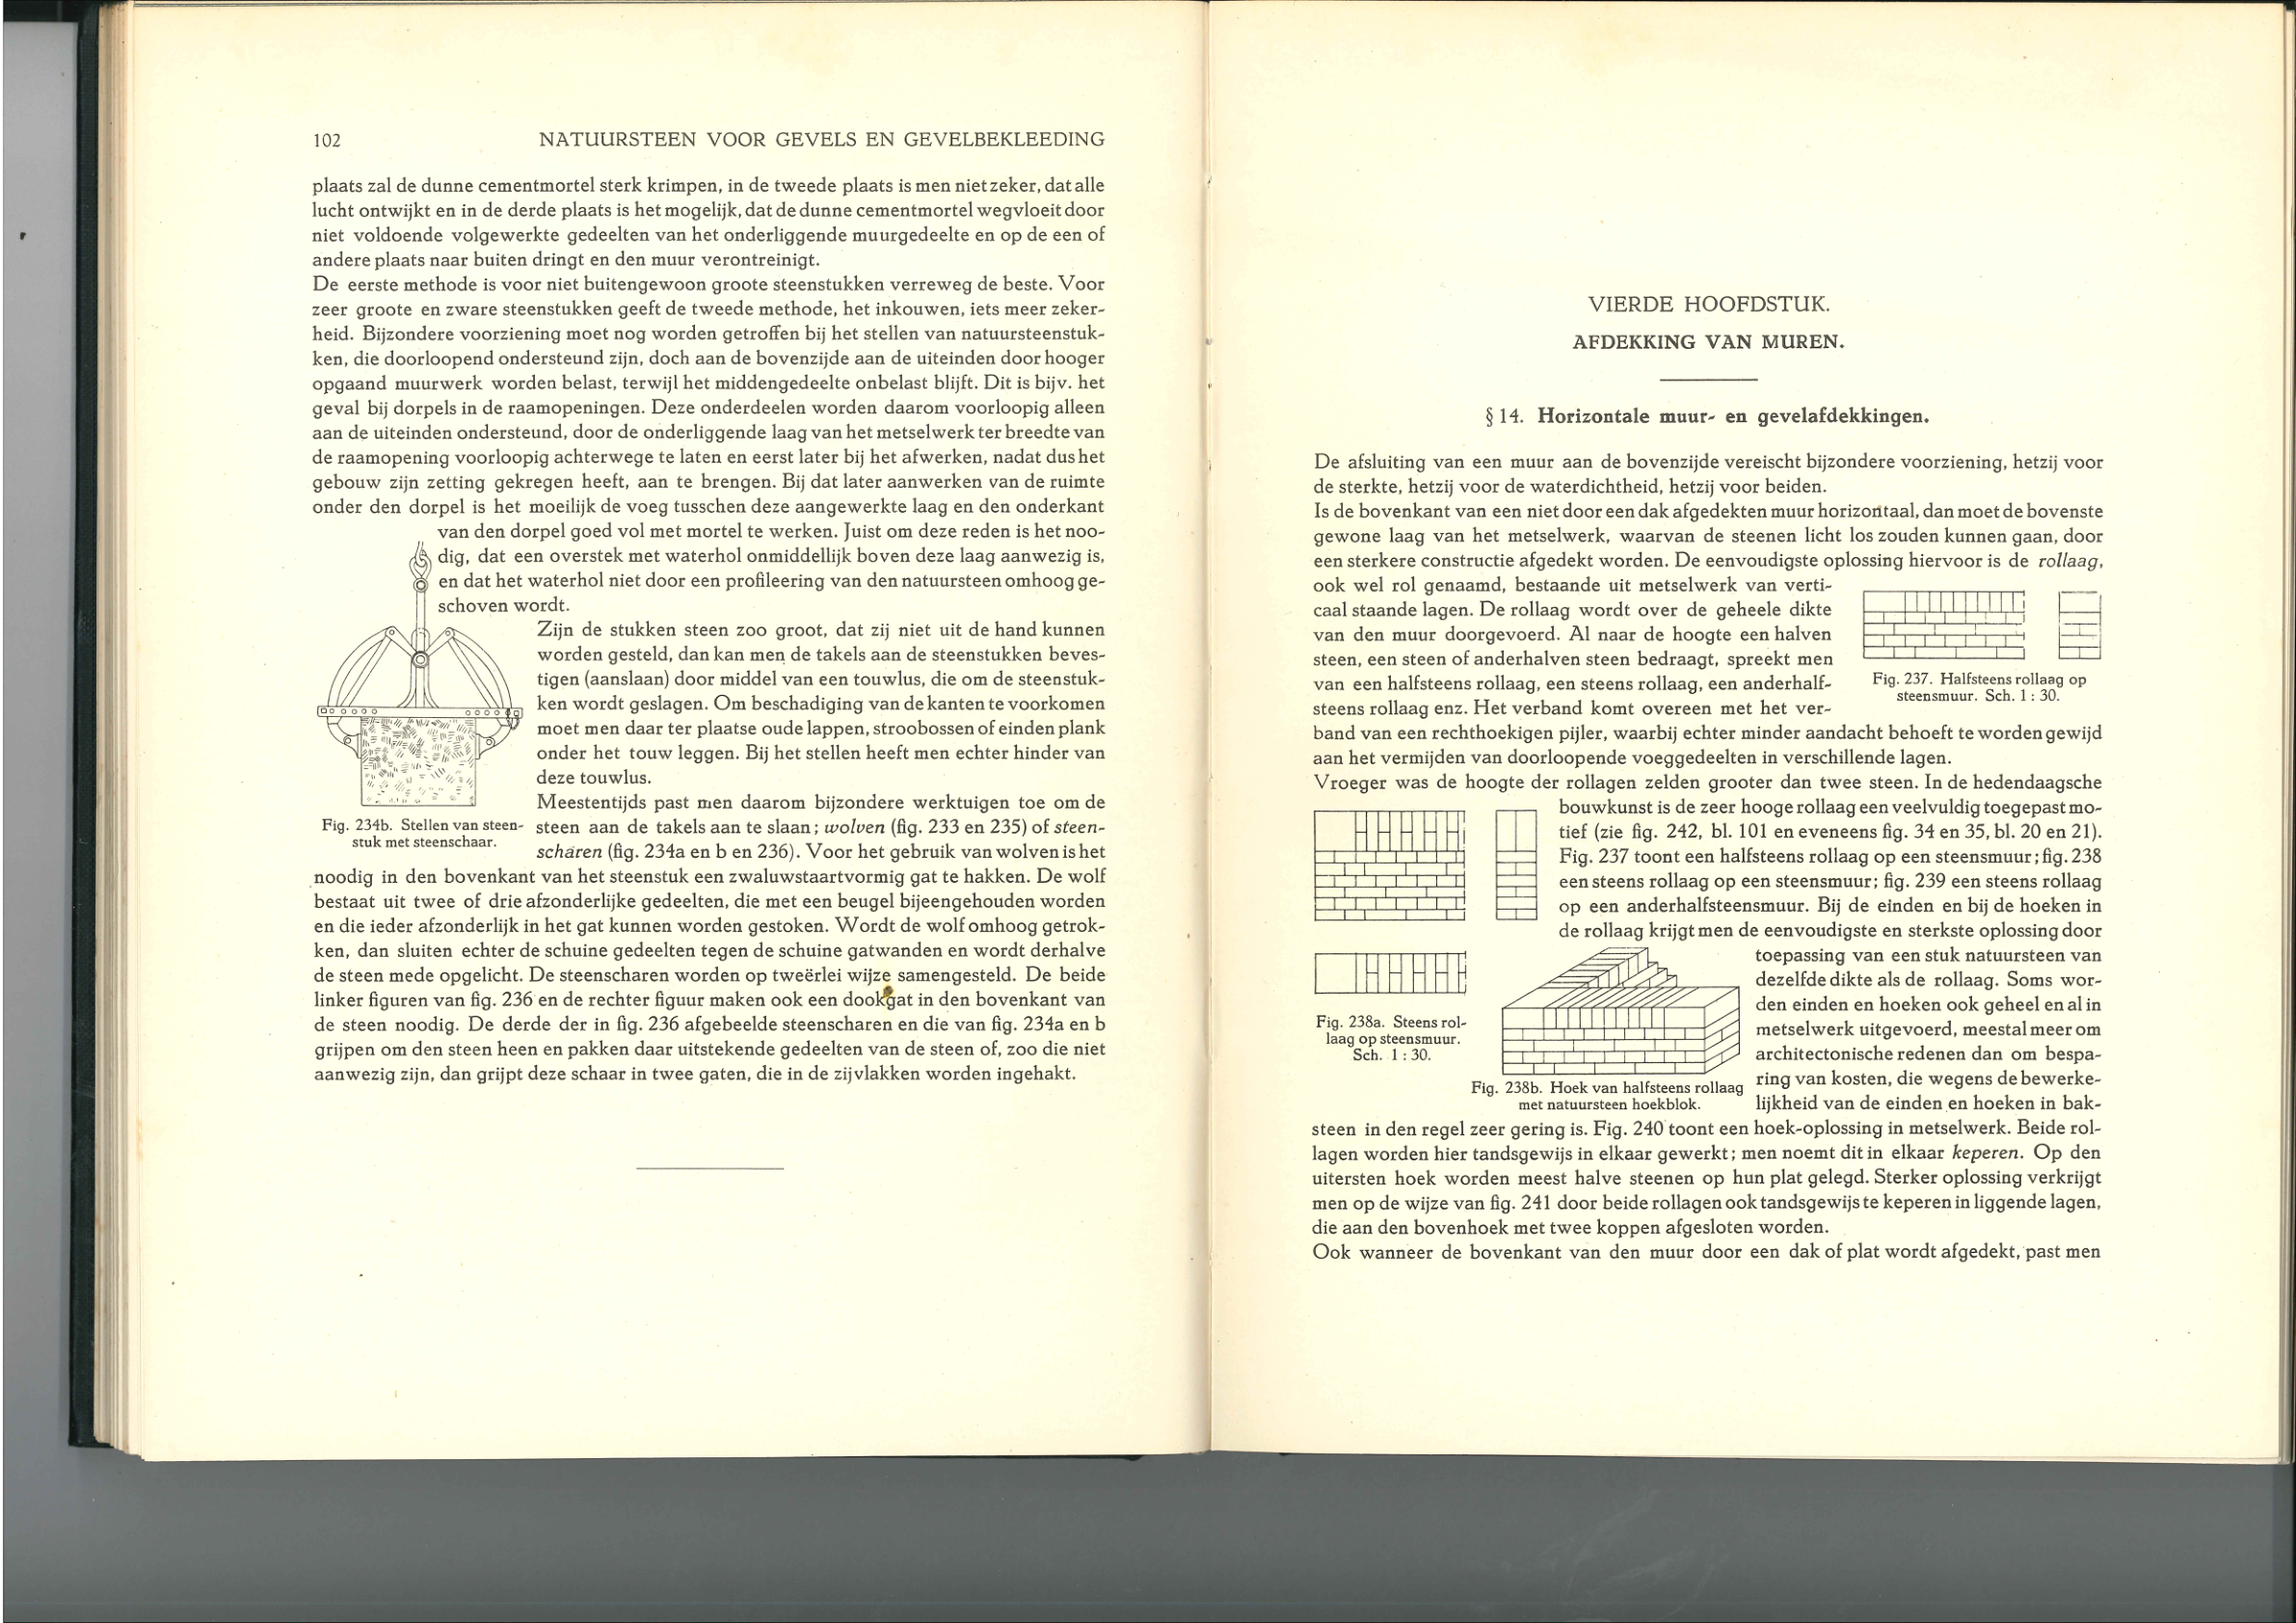 102 NATUURSTEEN VOOR GEVELS EN GEVELBEKLEEDING
plaats zal de dunne cementmortel sterk krimpen, in de tweede plaats is men niet zeker, dat alle
lucht ontwijkt en in de derde plaats is het mogelijk, dat de dunne cementmortel wegvloeit door
niet voldoende volgewerkte gedeelten van het onderliggende muurgedeelte en op de een of
andere plaats naar buiten dringt en den muur verontreinigt.
De eerste methode is voor niet buitengewoon groote steenstukken verreweg de beste. Voor
zeer groote en zware steenstukken geeft de tweede methode, het inkouwen, iets meer zeker-
heid. Bijzondere voorziening moet nog worden getroffen bij het stellen van natuursteenstuk-
ken, die doorloopend ondersteund zijn, doch aan de bovenzijde aan de uiteinden door hooger
opgaand muurwerk worden belast, terwijl het middengedeelte onbelast blijft. Dit is bijv. het
geval bij dorpels in de raamopeningen. Deze onderdeelen worden daarom voorloopig alleen
aan de uiteinden ondersteund, door de onderliggende laag van het metselwerk ter breedte van
de raamopening voorloopig achterwege te laten en eerst later bij het afwerken, nadat dus het
gebouw zijn zetting gekregen heeft, aan te brengen. Bij dat later aanwerken van de ruimte
onder den dorpel is het moeilijk de voeg tusschen deze aangewerkte laag en den onderkant
van den dorpel goed vol met mortel te werken. Juist om deze reden is het noo-
dig, dat een overstek met waterhol onmiddellijk boven deze laag aanwezig is,
en dat het waterhol niet door een profileering van den natuursteen omhoog ge-
schoven wordt.
Zijn de stukken steen zoo groot, dat zij niet uit de hand kunnen
worden gesteld, dan kan men de takels aan de steenstukken beves-
tigen (aanslaan) door middel van een touwlus, die om de steenstuk-
ken wordt geslagen. Om beschadiging van de kanten te voorkomen
moet men daar ter plaatse oude lappen, stroobossen of einden plank
onder het touw leggen. Bij het stellen heeft men echter hinder van
deze touwlus.
Meestentijds past men daarom bijzondere werktuigen toe om de
steen aan de takels aan te slaan; wolven (fig. 233 en 235) of steen-
scharen (fig. 234a en b en 236). Voor het gebruik van wolven is het
Fig. 234b. Stellen van steen-
stuk met steenschaar.
noodig in den bovenkant van het steenstuk een zwaluwstaartvormig gat te hakken. De wolf
bestaat uit twee of drie afzonderlijke gedeelten, die met een beugel bijeengehouden worden
en die ieder afzonderlijk in het gat kunnen worden gestoken. Wordt de wolf omhoog getrok-
ken, dan sluiten echter de schuine gedeelten tegen de schuine gatwanden en wordt derhalve
de steen mede opgelicht. De steenscharen worden op tweeërlei wijze samengesteld. De beide
linker figuren van fig. 236 en de rechter figuur maken ook een dookgat in den bovenkant van
de steen noodig. De derde der in fig. 236 afgebeelde steenscharen en die van fig. 234a en b
grijpen om den steen heen en pakken daar uitstekende gedeelten van de steen of, zoo die niet
aanwezig zijn, dan grijpt deze schaar in twee gaten, die in de zijvlakken worden ingehakt.
VIERDE HOOFDSTUK.
AFDEKKING VAN MUREN.
§ 14. Horizontale muur- en gevelafdekkingen.
De afsluiting van een muur aan de bovenzijde vereischt bijzondere voorziening, hetzij voor
de sterkte, hetzij voor de waterdichtheid, hetzij voor beiden.
Is de bovenkant van een niet door een dak afgedekten muur horizontaal, dan moet de bovenste
gewone laag van het metselwerk, waarvan de steenen licht los zouden kunnen gaan, door
een sterkere constructie afgedekt worden. De eenvoudigste oplossing hiervoor is de rollaag,
ook wel rol genaamd, bestaande uit metselwerk van verti-
caal staande lagen. De rollaag wordt over de geheele dikte
van den muur doorgevoerd. Al naar de hoogte een halven
steen, een steen of anderhalven steen bedraagt, spreekt men
van een halfsteens rollaag, een steens rollaag, een anderhalf-
steens rollaag enz. Het verband komt overeen met het ver-
Fig. 237. Halfsteens rollaag op
steensmuur. Sch. 1 : 30.
band van een rechthoekigen pijler, waarbij echter minder aandacht behoeft te worden gewijd
aan het vermijden van doorloopende voeggedeelten in verschillende lagen.
Vroeger was de hoogte der rollagen zelden grooter dan twee steen. In de hedendaagsche
bouwkunst is de zeer hooge rollaag een veelvuldig toegepast mo-
tief (zie fig. 242, bl. 101 en eveneens fig. 34 en 35, bl. 20 en 21).
Fig. 237 toont een halfsteens rollaag op een steensmuur; fig. 238
een steens rollaag op een steensmuur; fig. 239 een steens rollaag
op een anderhalfsteensmuur. Bij de einden en bij de hoeken in
de rollaag krijgt men de eenvoudigste en sterkste oplossing door
toepassing van een stuk natuursteen van
dezelfde dikte als de rollaag. Soms wor-
den einden en hoeken ook geheel en al in
metselwerk uitgevoerd, meestal meer om
architectonische redenen dan om bespa-
ring van kosten, die wegens de bewerke-
lijkheid van de einden en hoeken in bak-
Fig. 238a. Steens rol-
laag op steensmuur.
Sch. 1 : 30.
Fig. 238b. Hoek van halfsteens rollaag
met natuursteen hoekblok.
steen in den regel zeer gering is. Fig. 240 toont een hoek-oplossing in metselwerk. Beide rol-
lagen worden hier tandsgewijs in elkaar gewerkt; men noemt dit in elkaar keperen. Op den
uitersten hoek worden meest halve steenen op hun plat gelegd. Sterker oplossing verkrijgt
men op de wijze van fig. 241 door beide rollagen ook tandsgewijs te keperen in liggende lagen,
die aan den bovenhoek met twee koppen afgesloten worden.
Ook wanneer de bovenkant van den muur door een dak of plat wordt afgedekt, past men